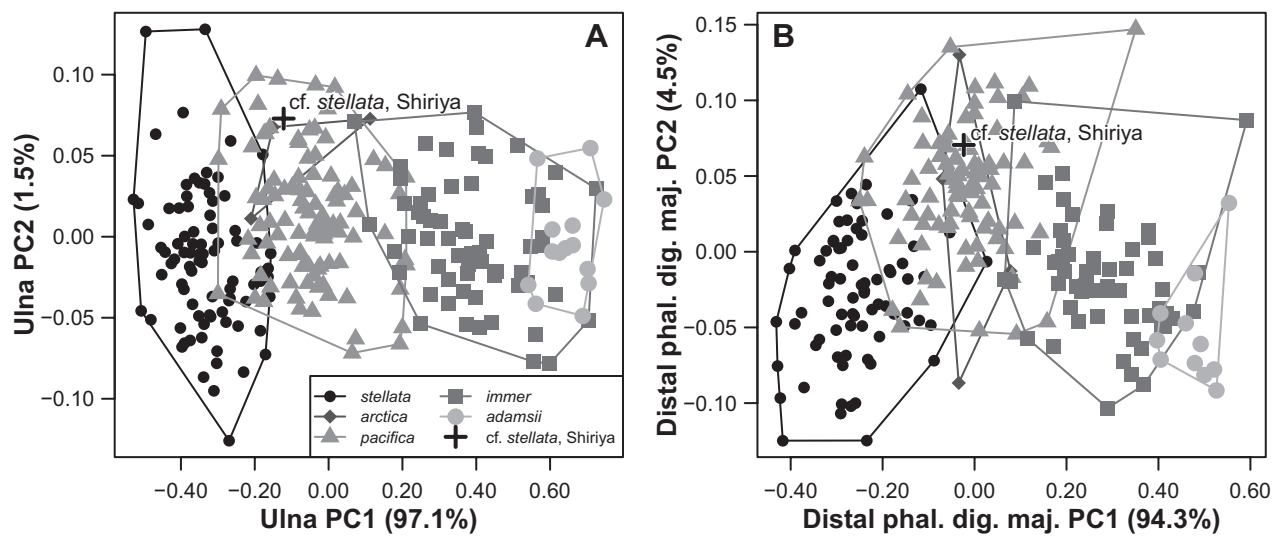 A
0.10
0.05
0.00
−0.05
−0.10
Ulna PC2 (1.5%)
cf. stellata, Shiriya
stellata
arctica
pacifica
immer
adamsii
cf. stellata, Shiriya
−0.40 −0.20 0.00 0.20 0.40 0.60
Ulna PC1 (97.1%)
B
0.15
0.10
0.05
0.00
−0.05
−0.10
Distal phal. dig. maj. PC2 (4.5%)
cf. stellata, Shiriya
−0.40 −0.20 0.00 0.20 0.40 0.60
Distal phal. dig. maj. PC1 (94.3%)